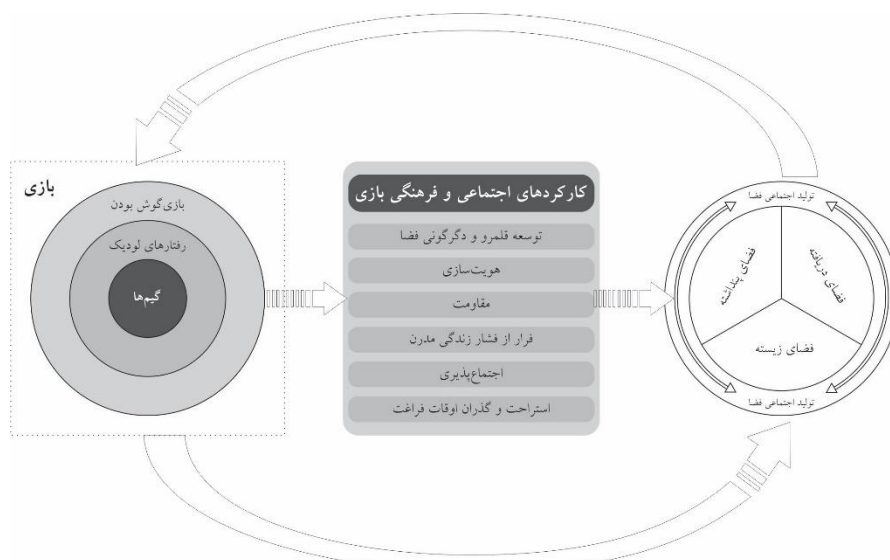 بازی
بازی‌گوش بودن
رفتارهای لودیک
گیم‌ها
کارکردهای اجتماعی و فرهنگی بازی
توسعه قلمرو و دگرگونی فضا
هویت‌سازی
مقاومت
فرار از فشار زندگی مدرن
اجتماع‌پذیری
استراحت و گذران اوقات فراغت
تولید اجتماعی فضا
فضای دریافته
فضای پنداشته
فضای زیسته
تولید اجتماعی فضا